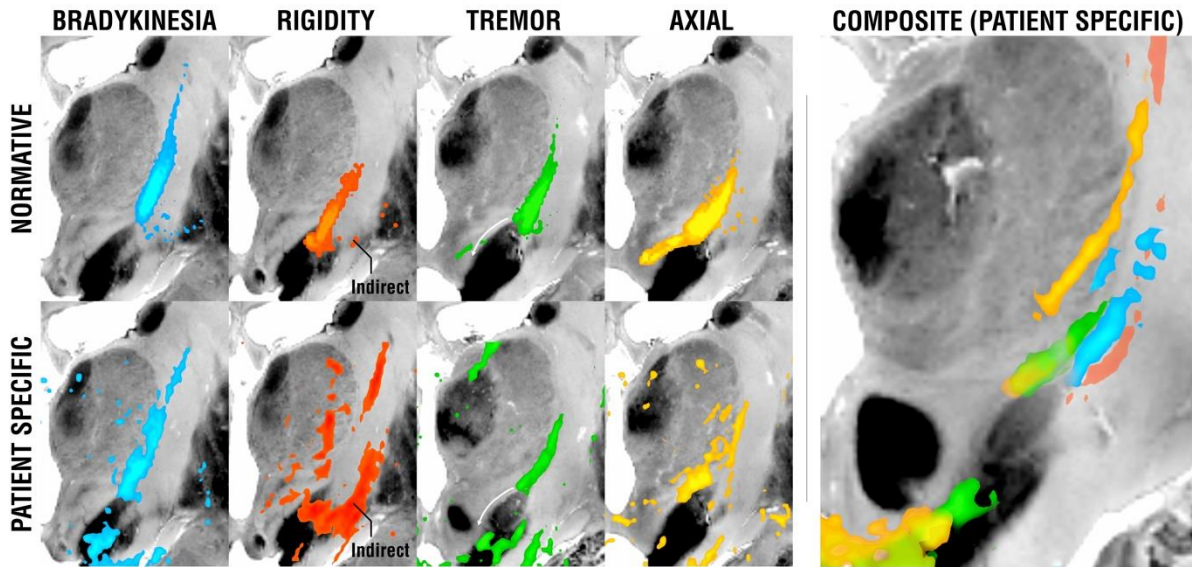 BRADYKINESIA
RIGIDITY
TREMOR
AXIAL
COMPOSITE (PATIENT SPECIFIC)
NORMATIVE
Indirect
PATIENT SPECIFIC
Indirect